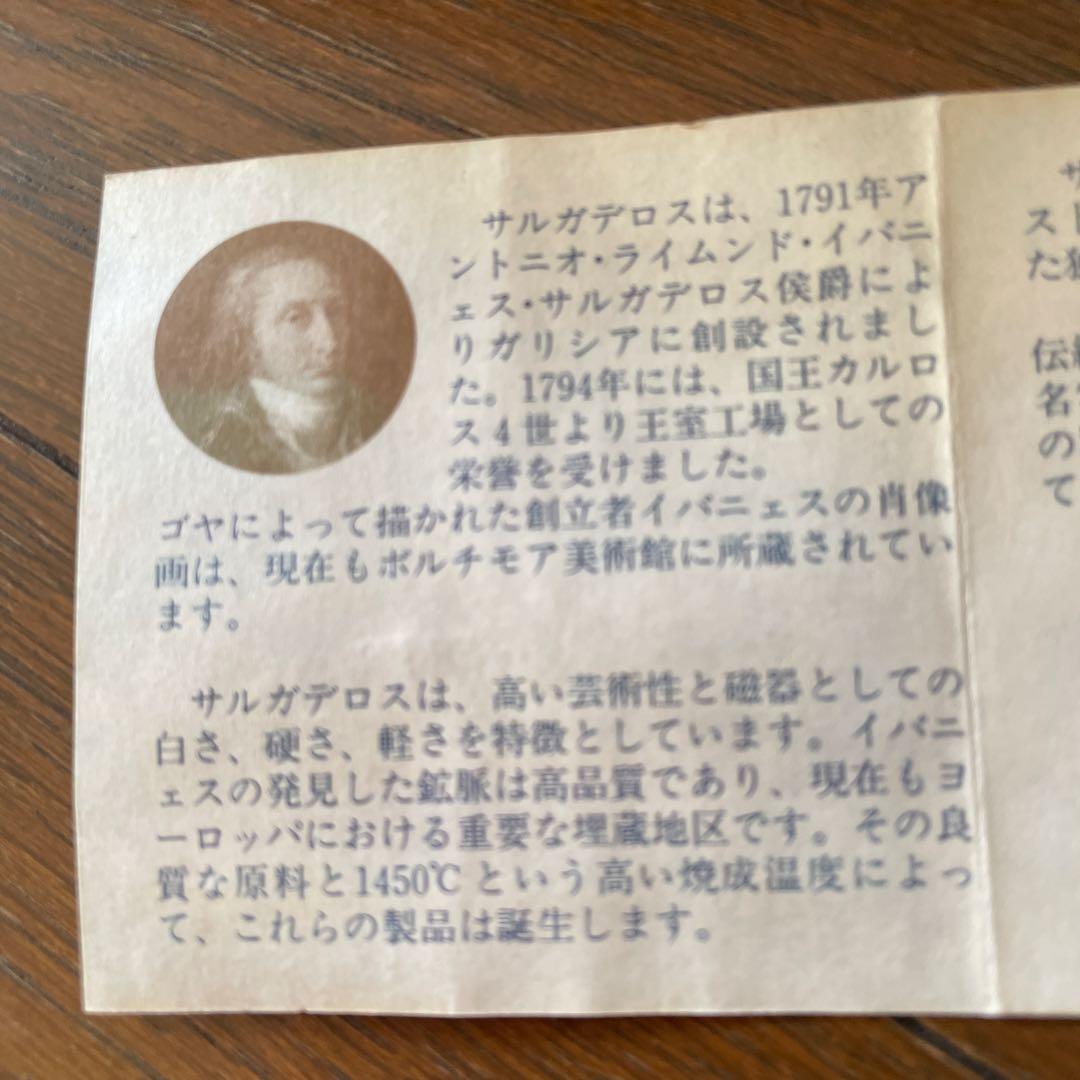 サルガデロスは、1791年ア
ントニオ・ライムンド・イバニ
ェス・サルガデロス侯爵によ
りガリシアに創設されまし
た。1794年には、国王カルロ
ス4世より王室工場としての
栄誉を受けました。
ゴヤによって描かれた創立者イバニェスの肖像
画は、現在もボルチモア美術館に所蔵されてい
ます。
サルガデロスは、高い芸術性と磁器としての
白さ、硬さ、軽さを特徴としています。イバニ
ェスの発見した鉱脈は高品質であり、現在もヨ
ーロッパにおける重要な埋蔵地区です。その良
質な原料と1450℃という高い焼成温度によっ
て、これらの製品は誕生します。
サ
スト
た
伝
名
の
て